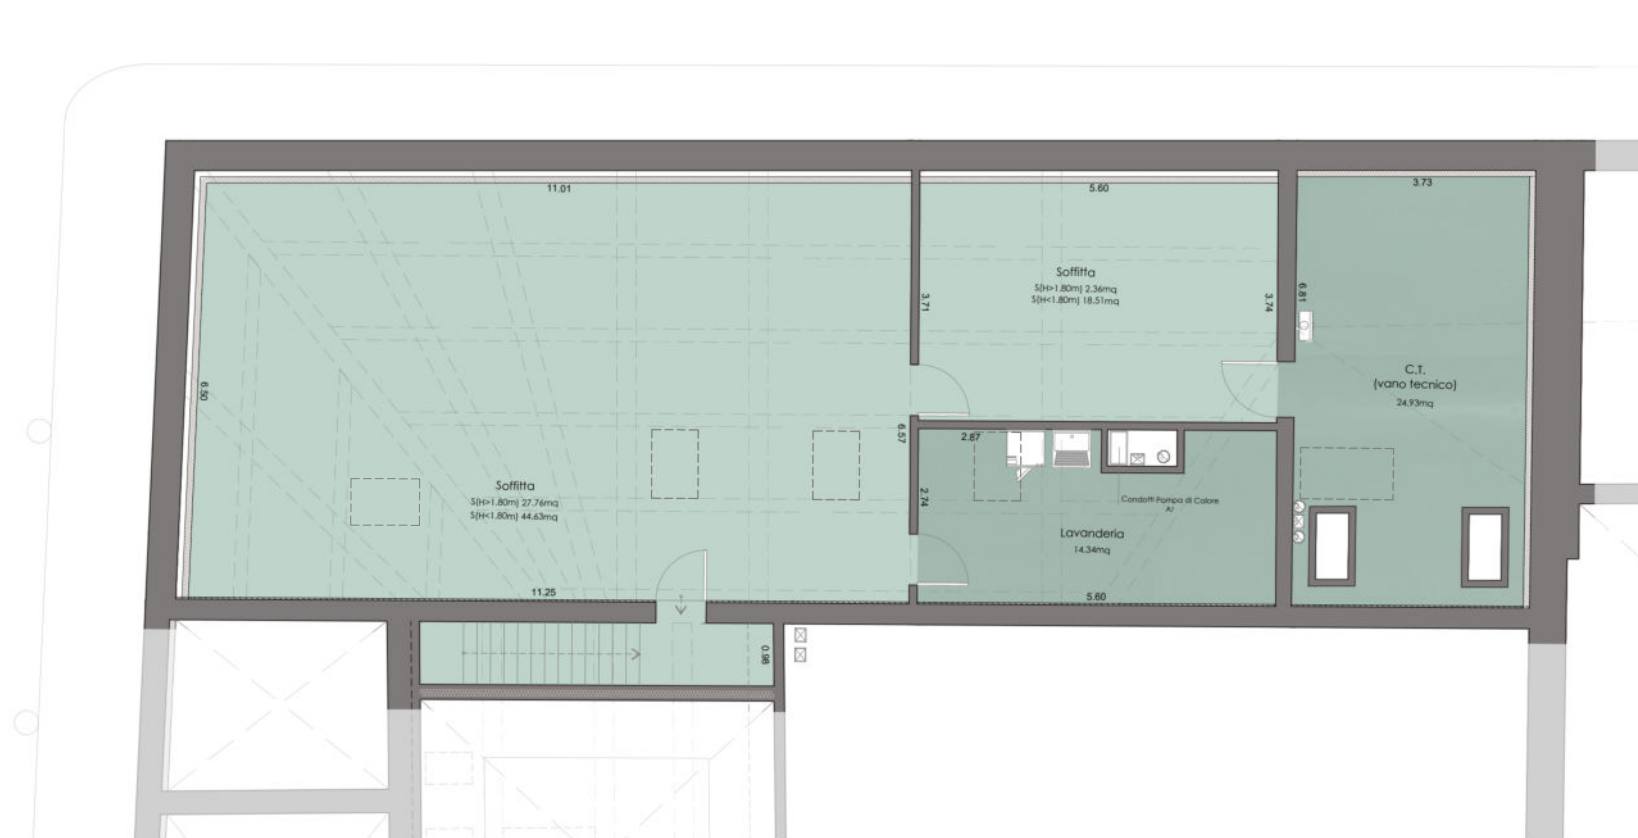 11.01
5.60
3.73
Soffitta
S(H>1.80m) 2.36mq
S(H<1.80m) 18.51mq
3.71
3.74
6.81
C.T.
(vano tecnico)
24.93mq
6.50
6.57
2.87
Soffitta
S(H>1.80m) 27.76mq
S(H<1.80m) 44.63mq
2.74
Condotti Pompa di Calore
Lavanderia
14.34mq
11.25
5.60
0.98